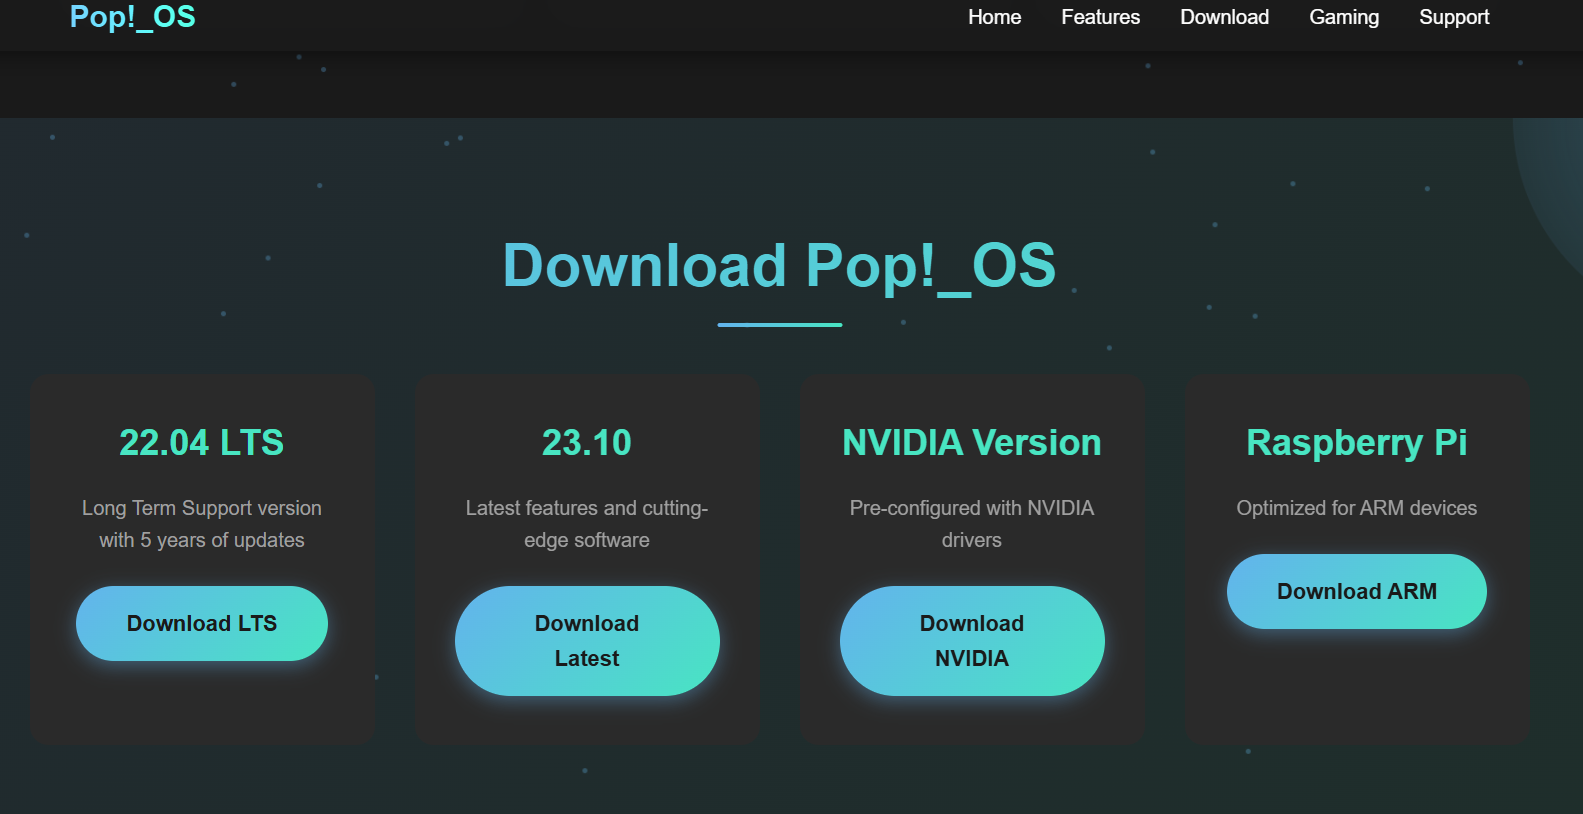 Pop!_OS
Home
Features
Download
Gaming
Support
Download Pop!_OS
22.04 LTS
Long Term Support version
with 5 years of updates
Download LTS
23.10
Latest features and cutting-
edge software
Download
Latest
NVIDIA Version
Pre-configured with NVIDIA
drivers
Download
NVIDIA
Raspberry Pi
Optimized for ARM devices
Download ARM